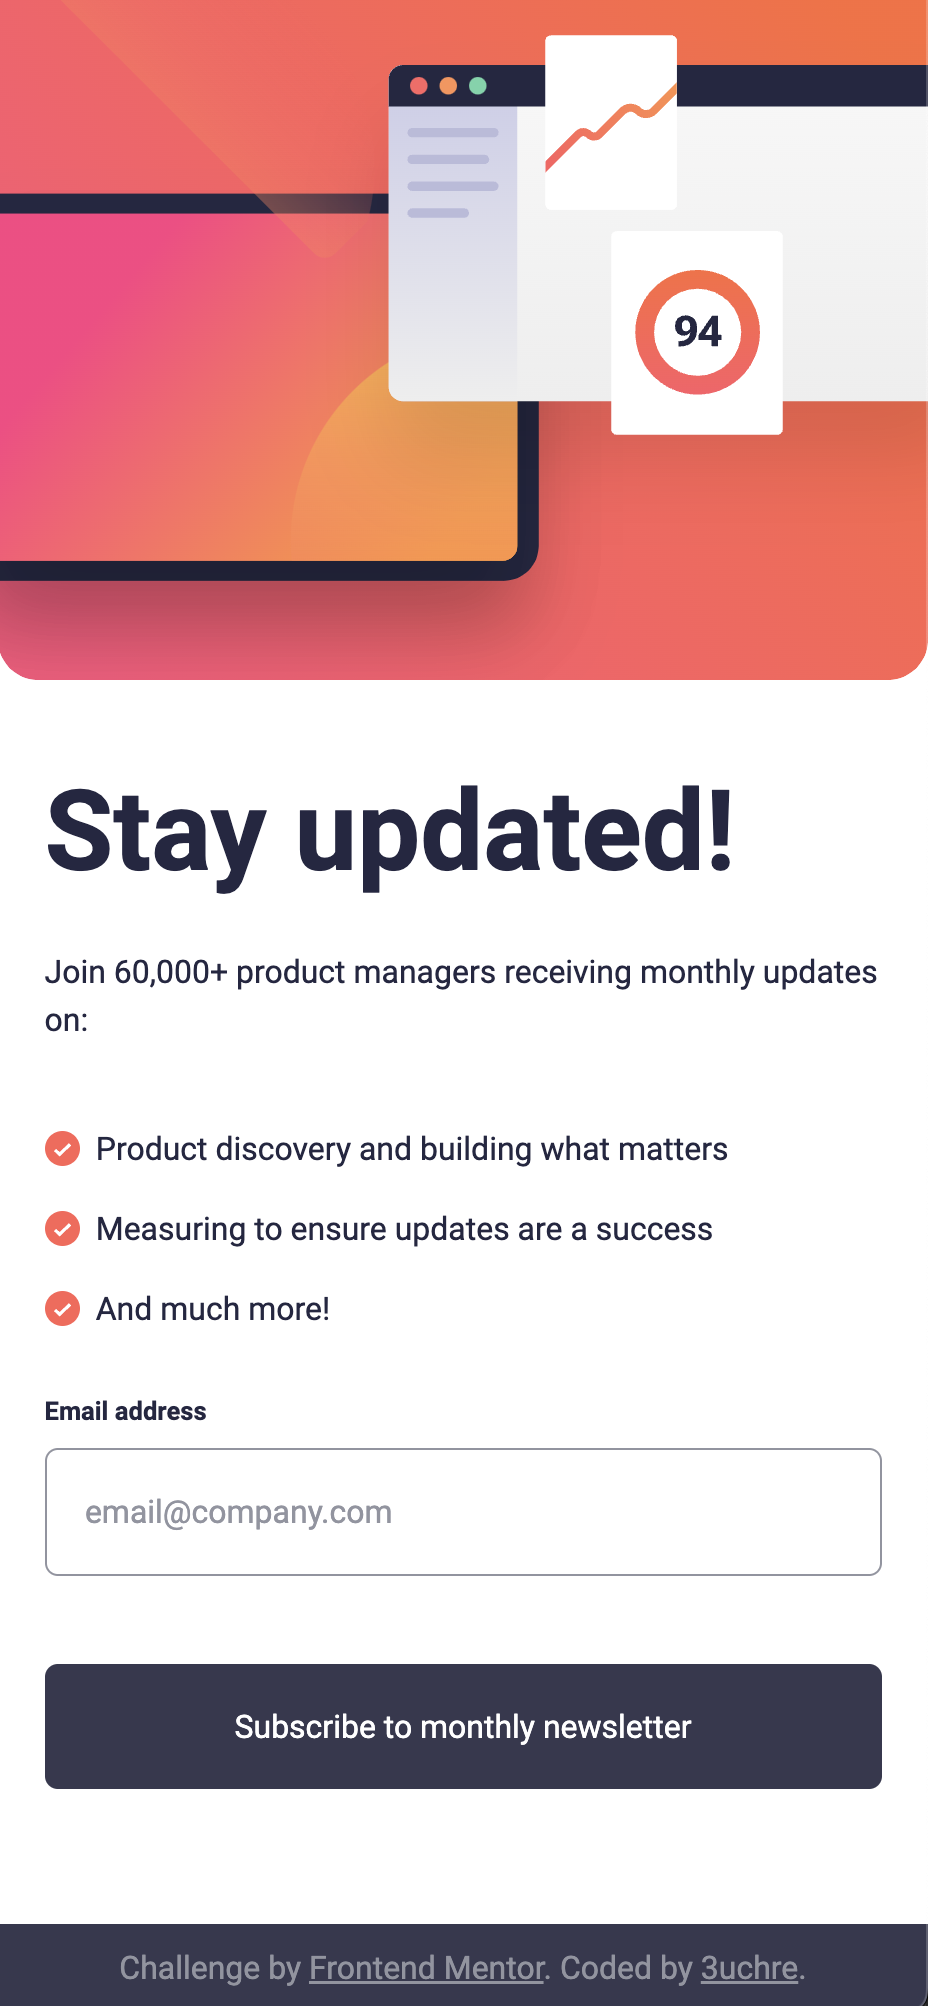 94
Stay updated!
Join 60,000+ product managers receiving monthly updates
on:
Product discovery and building what matters
Measuring to ensure updates are a success
And much more!
Email address
email@company.com
Subscribe to monthly newsletter
Challenge by Frontend Mentor. Coded by 3uchre.